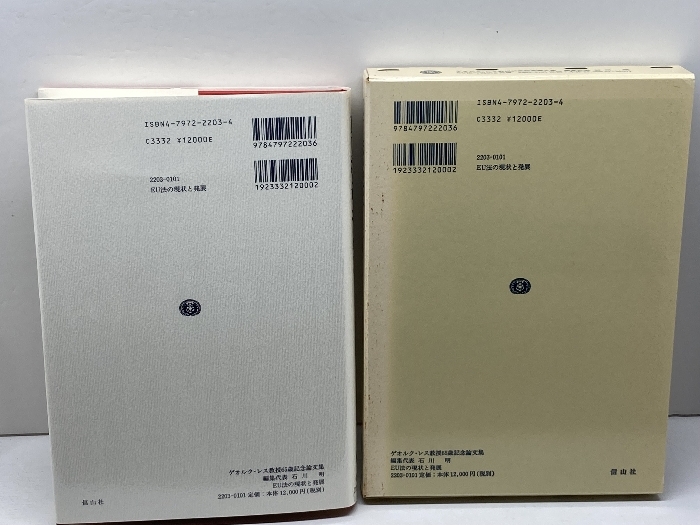 ISBN4-7972-2203-4
C3332 ¥12000E
9784797222036
2203-0101
EU法の現状と発展
1923332120002
ゲオルク・レス教授65歳記念論文集
編集代表 石川 明
EU法の現状と発展
2203-0101 定価:本体12,000円(税別)
信山社
ISBN4-7972-2203-4
C3332 ¥12000E
9784797222036
2203-0101
EU法の現状と発展
1923332120002
ゲオルク・レス教授65歳記念論文集
編集代表 石川 明
EU法の現状と発展
2203-0101 定価:本体12,000円(税別)
信山社